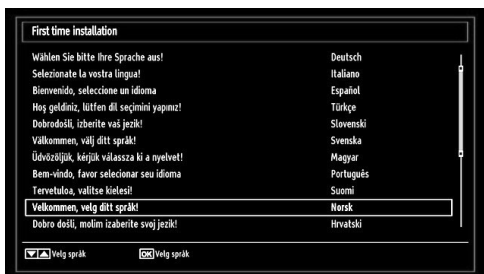 First time installation
Wählen Sie bitte Ihre Sprache aus! Deutsch
Selezionate la vostra lingua! Italiano
Bienvenido, seleccione un idioma Español
Hoş geldiniz, lütfen dil seçimini yapınız! Türkçe
Dobrodošli, izberite vaš jezik! Slovenski
Välkommen, välj ditt språk! Svenska
Üdvözöljük, kérjük válassza ki a nyelvet! Magyar
Bem-vindo, favor selecionar seu idioma Português
Tervetuloa, valitse kielesi! Suomi
Velkommen, velg ditt språk! Norsk
Dobro došli, molim izaberite svoj jezik! Hrvatski
Velg språk OK Velg språk